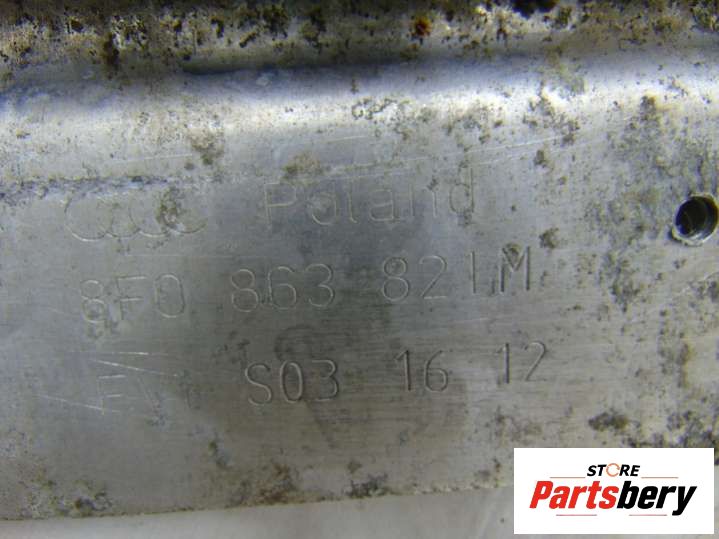 Poland
8F0 863 821M
S03 16 12
STORE
Partsbery